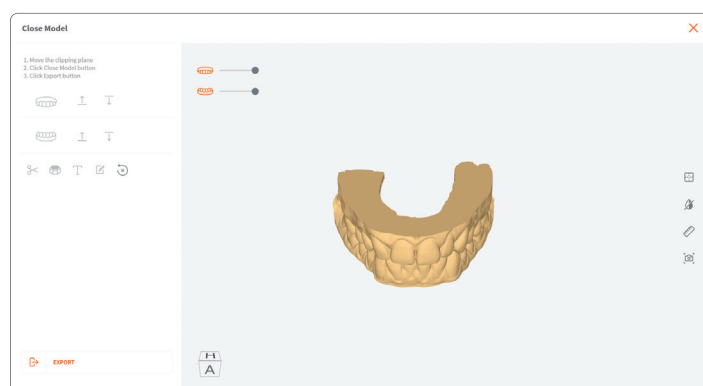 Close Model
1. Move the clipping plane
2. Click Close Model button
3. Click Export button
T
EXPORT
H
A